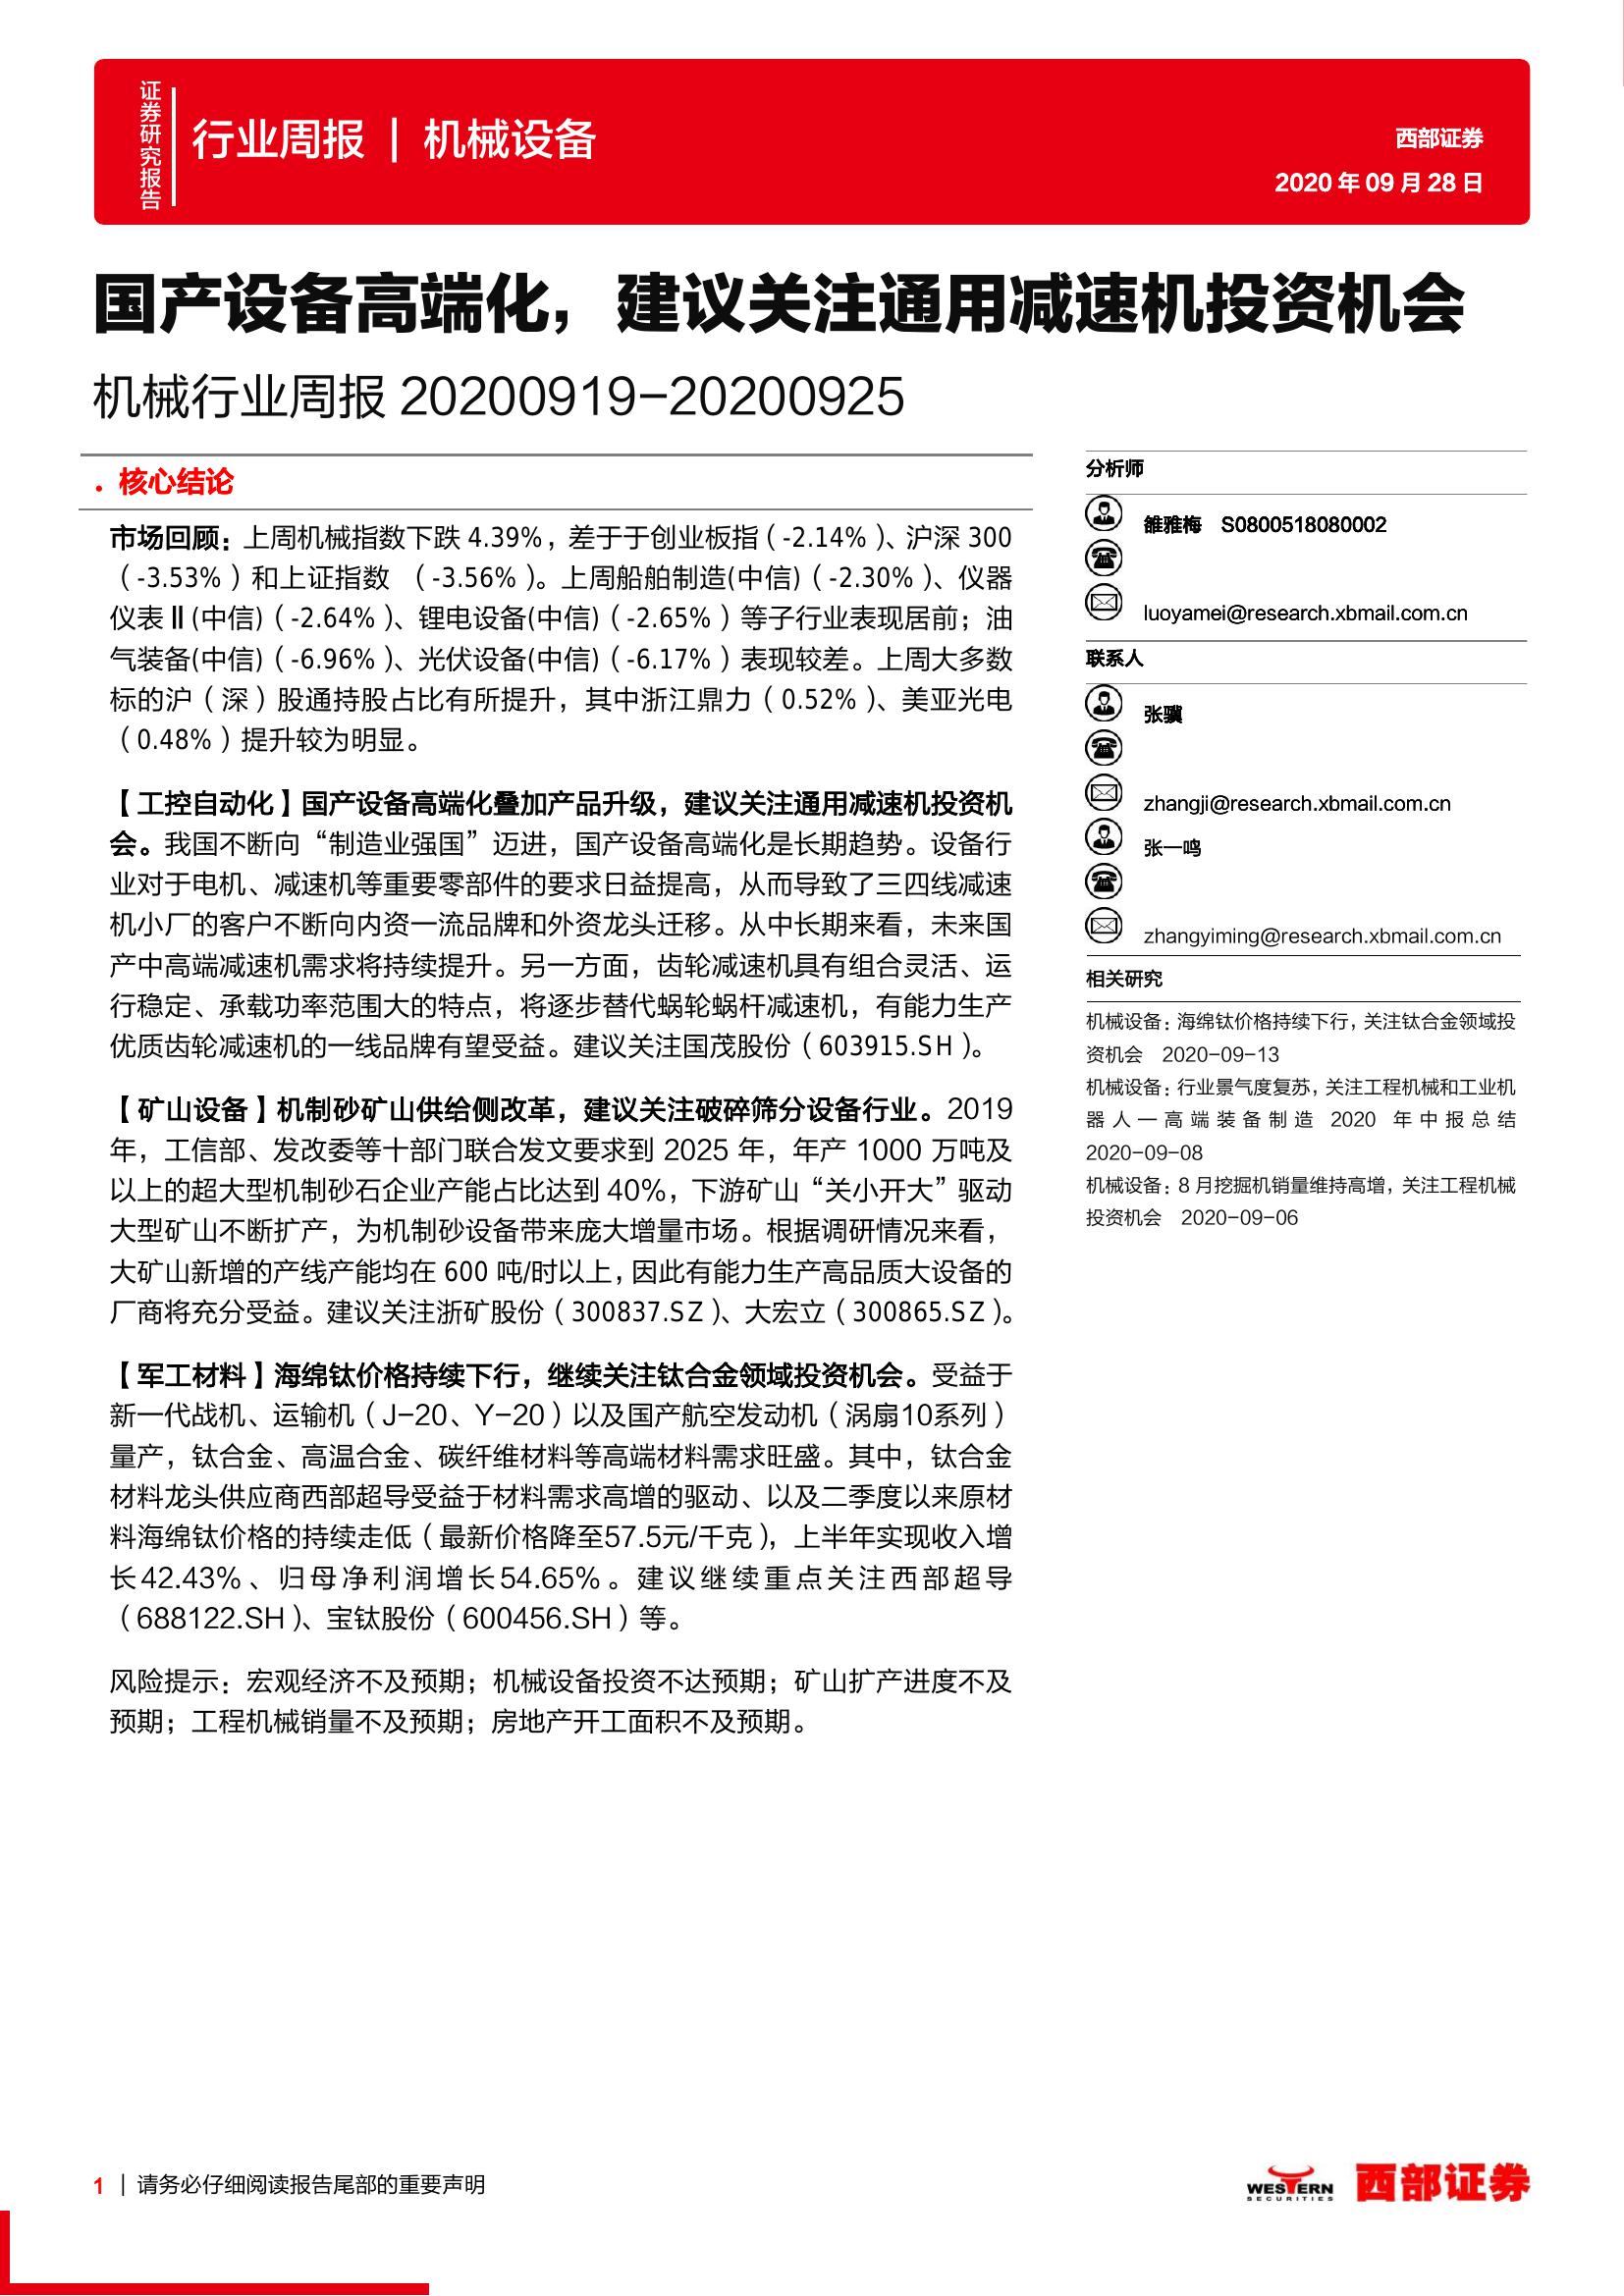 证券研究报告
行业周报 | 机械设备
西部证券
2020 年 09 月 28 日
国产设备高端化，建议关注通用减速机投资机会
机械行业周报 20200919-20200925
• 核心结论
市场回顾：上周机械指数下跌 4.39%，差于于创业板指（-2.14%）、沪深 300
（-3.53%）和上证指数 （-3.56%）。上周船舶制造(中信)（-2.30%）、仪器
仪表Ⅱ(中信)（-2.64%）、锂电设备(中信)（-2.65%）等子行业表现居前；油
气装备(中信)（-6.96%）、光伏设备(中信)（-6.17%）表现较差。上周大多数
标的沪（深）股通持股占比有所提升，其中浙江鼎力（0.52%）、美亚光电
（0.48%）提升较为明显。
【工控自动化】国产设备高端化叠加产品升级，建议关注通用减速机投资机
会。我国不断向“制造业强国”迈进，国产设备高端化是长期趋势。设备行
业对于电机、减速机等重要零部件的要求日益提高，从而导致了三四线减速
机小厂的客户不断向内资一流品牌和外资龙头迁移。从中长期来看，未来国
产中高端减速机需求将持续提升。另一方面，齿轮减速机具有组合灵活、运
行稳定、承载功率范围大的特点，将逐步替代蜗轮蜗杆减速机，有能力生产
优质齿轮减速机的一线品牌有望受益。建议关注国茂股份（603915.SH）。
【矿山设备】机制砂矿山供给侧改革，建议关注破碎筛分设备行业。2019
年，工信部、发改委等十部门联合发文要求到 2025 年，年产 1000 万吨及
以上的超大型机制砂石企业产能占比达到 40%，下游矿山“关小开大”驱动
大型矿山不断扩产，为机制砂设备带来庞大增量市场。根据调研情况来看，
大矿山新增的产线产能均在 600 吨/时以上，因此有能力生产高品质大设备的
厂商将充分受益。建议关注浙矿股份（300837.SZ）、大宏立（300865.SZ）。
【军工材料】海绵钛价格持续下行，继续关注钛合金领域投资机会。受益于
新一代战机、运输机（J-20、Y-20）以及国产航空发动机（涡扇10系列）
量产，钛合金、高温合金、碳纤维材料等高端材料需求旺盛。其中，钛合金
材料龙头供应商西部超导受益于材料需求高增的驱动、以及二季度以来原材
料海绵钛价格的持续走低（最新价格降至57.5元/千克），上半年实现收入增
长42.43%、归母净利润增长54.65%。建议继续重点关注西部超导
（688122.SH）、宝钛股份（600456.SH）等。
风险提示：宏观经济不及预期；机械设备投资不达预期；矿山扩产进度不及
预期；工程机械销量不及预期；房地产开工面积不及预期。
分析师
雒雅梅 S0800518080002
luoyamei@research.xbmail.com.cn
联系人
张骥
zhangji@research.xbmail.com.cn
张一鸣
zhangyiming@research.xbmail.com.cn
相关研究
机械设备：海绵钛价格持续下行，关注钛合金领域投
资机会 2020-09-13
机械设备：行业景气度复苏，关注工程机械和工业机
器人—高端装备制造 2020 年中报总结
2020-09-08
机械设备：8 月挖掘机销量维持高增，关注工程机械
投资机会 2020-09-06
1 | 请务必仔细阅读报告尾部的重要声明
WESTERN
SECURITIES
西部证券